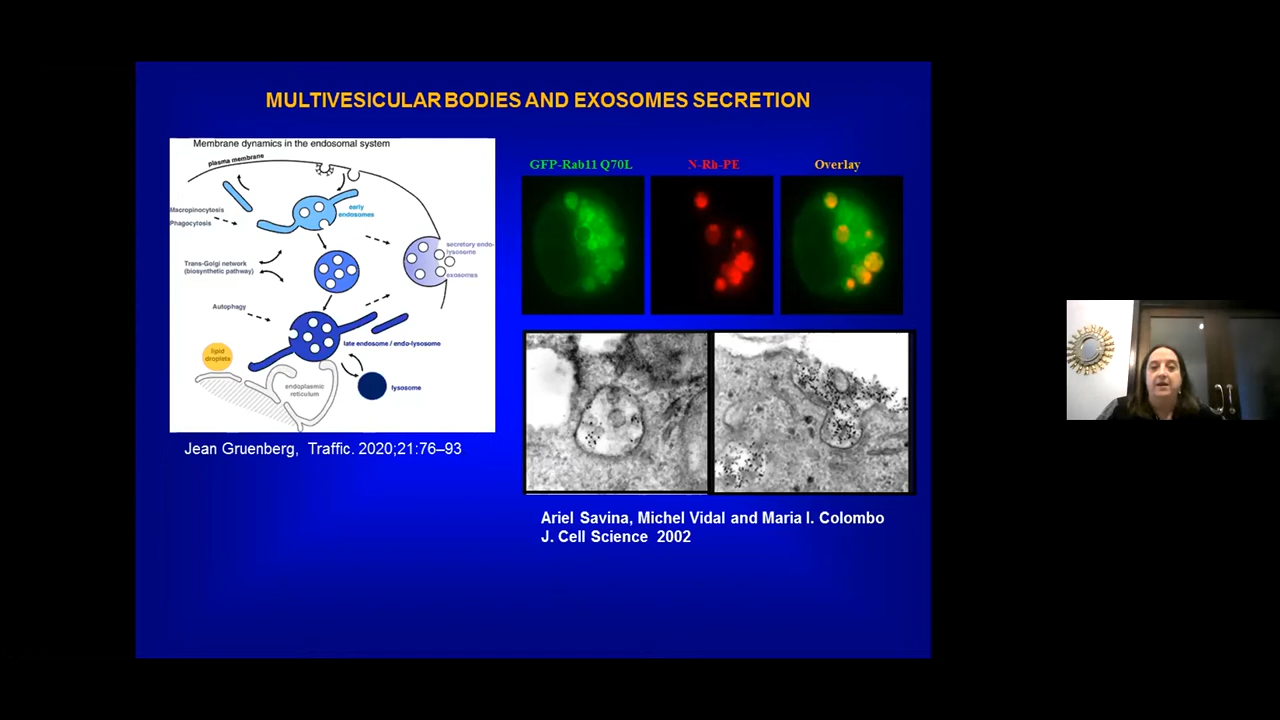 MULTIVESICULAR BODIES AND EXOSOMES SECRETION
Membrane dynamics in the endosomal system
plasma membrane
Macropinocytosis
Phagocytosis
early
endosomes
secretory endo-
lysosome
exosomes
Trans-Golgi network
(biosynthetic pathway)
Autophagy
late endosome / endo-lysosome
lipid
droplets
endoplasmic
reticulum
lysosome
Jean Gruenberg, Traffic. 2020;21:76–93
GFP-Rab11 Q70L
N-Rh-PE
Overlay
Ariel Savina, Michel Vidal and Maria I. Colombo
J. Cell Science 2002